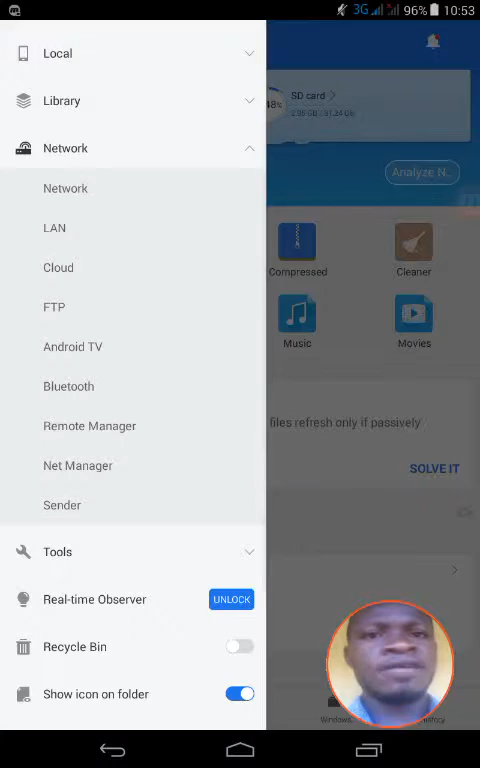 3G 96% 10:53
Local
SD card
48%
Library
Network
Analyze N..
Network
LAN
Compressed
Cleaner
Cloud
FTP
Music
Movies
Android TV
Bluetooth
files refresh only if passively
Remote Manager
Net Manager
SOLVE IT
Sender
Tools
Real-time Observer
UNLOCK
Recycle Bin
Show icon on folder
Windows